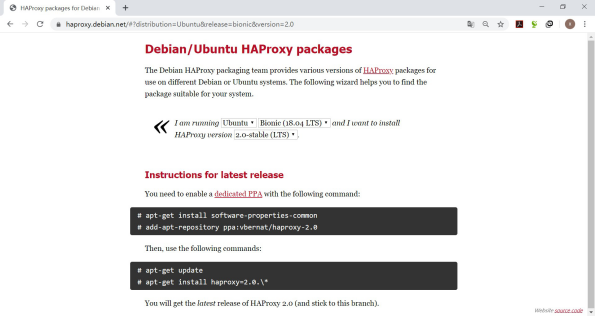 HAProxy packages for Debian
haproxy.debian.net/#?distribution=Ubuntu&release=bionic&version=2.0
Debian/Ubuntu HAProxy packages
The Debian HAProxy packaging team provides various versions of HAProxy packages for
use on different Debian or Ubuntu systems. The following wizard helps you to find the
package suitable for your system.
I am running Ubuntu Bionic (18.04 LTS) and I want to install
HAProxy version 2.0-stable (LTS).
Instructions for latest release
You need to enable a dedicated PPA with the following command:
# apt-get install software-properties-common
# add-apt-repository ppa:vbernat/haproxy-2.0
Then, use the following commands:
# apt-get update
# apt-get install haproxy=2.0.\*
You will get the latest release of HAProxy 2.0 (and stick to this branch).
Website source code